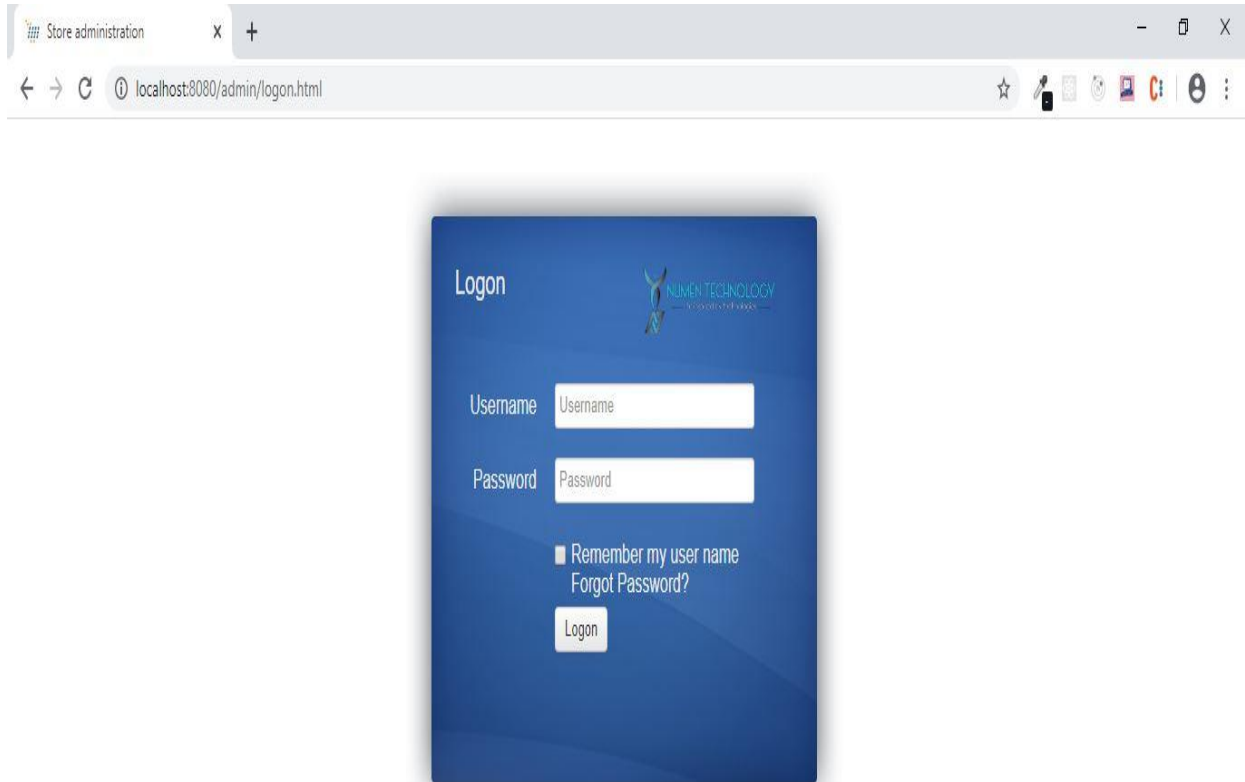 Store administration
localhost:8080/admin/logon.html
Logon
NUMEN TECHNOLOGY
Username Username
Password Password
Remember my user name
Forgot Password?
Logon